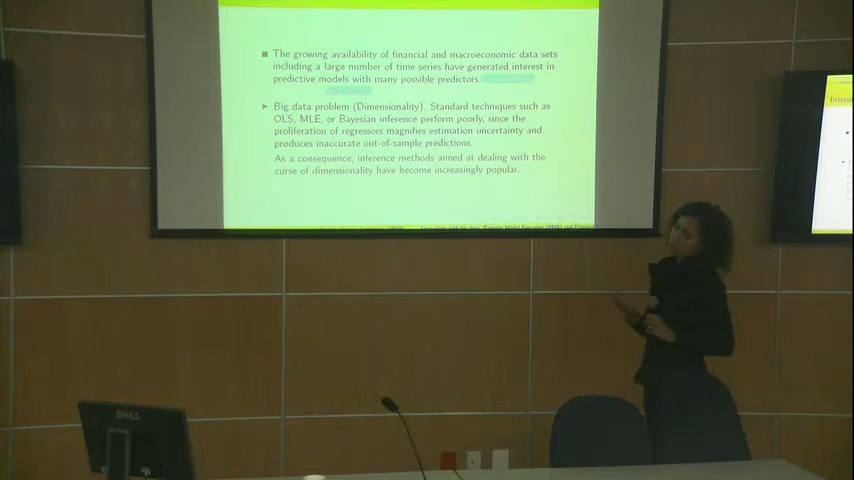 ■ The growing availability of financial and macroeconomic data sets
including a large number of time series have generated interest in
predictive models with many possible predictors.
▶ Big data problem (Dimensionality). Standard techniques such as
OLS, MLE, or Bayesian inference perform poorly, since the
proliferation of regressors magnifies estimation uncertainty and
produces inaccurate out-of-sample predictions.
As a consequence, inference methods aimed at dealing with the
curse of dimensionality have become increasingly popular.
Introdu
DELL